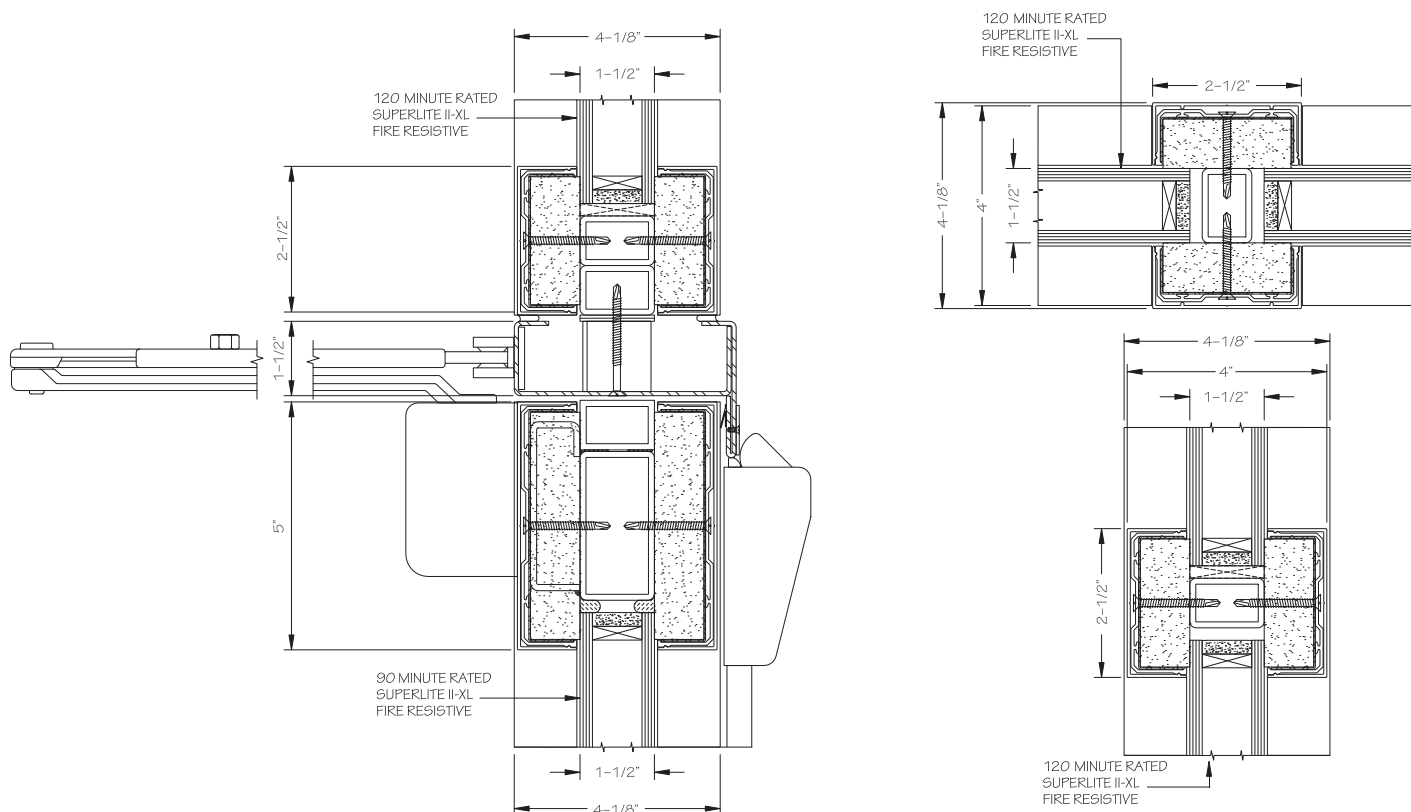 4-1/8"
1-1/2"
120 MINUTE RATED
SUPERLITE II-XL
FIRE RESISTIVE
2-1/2"
1-1/2"
5"
90 MINUTE RATED
SUPERLITE II-XL
FIRE RESISTIVE
1-1/2"
4-1/8"
120 MINUTE RATED
SUPERLITE II-XL
FIRE RESISTIVE
2-1/2"
4-1/8"
4"
1-1/2"
4-1/8"
4"
1-1/2"
2-1/2"
120 MINUTE RATED
SUPERLITE II-XL
FIRE RESISTIVE